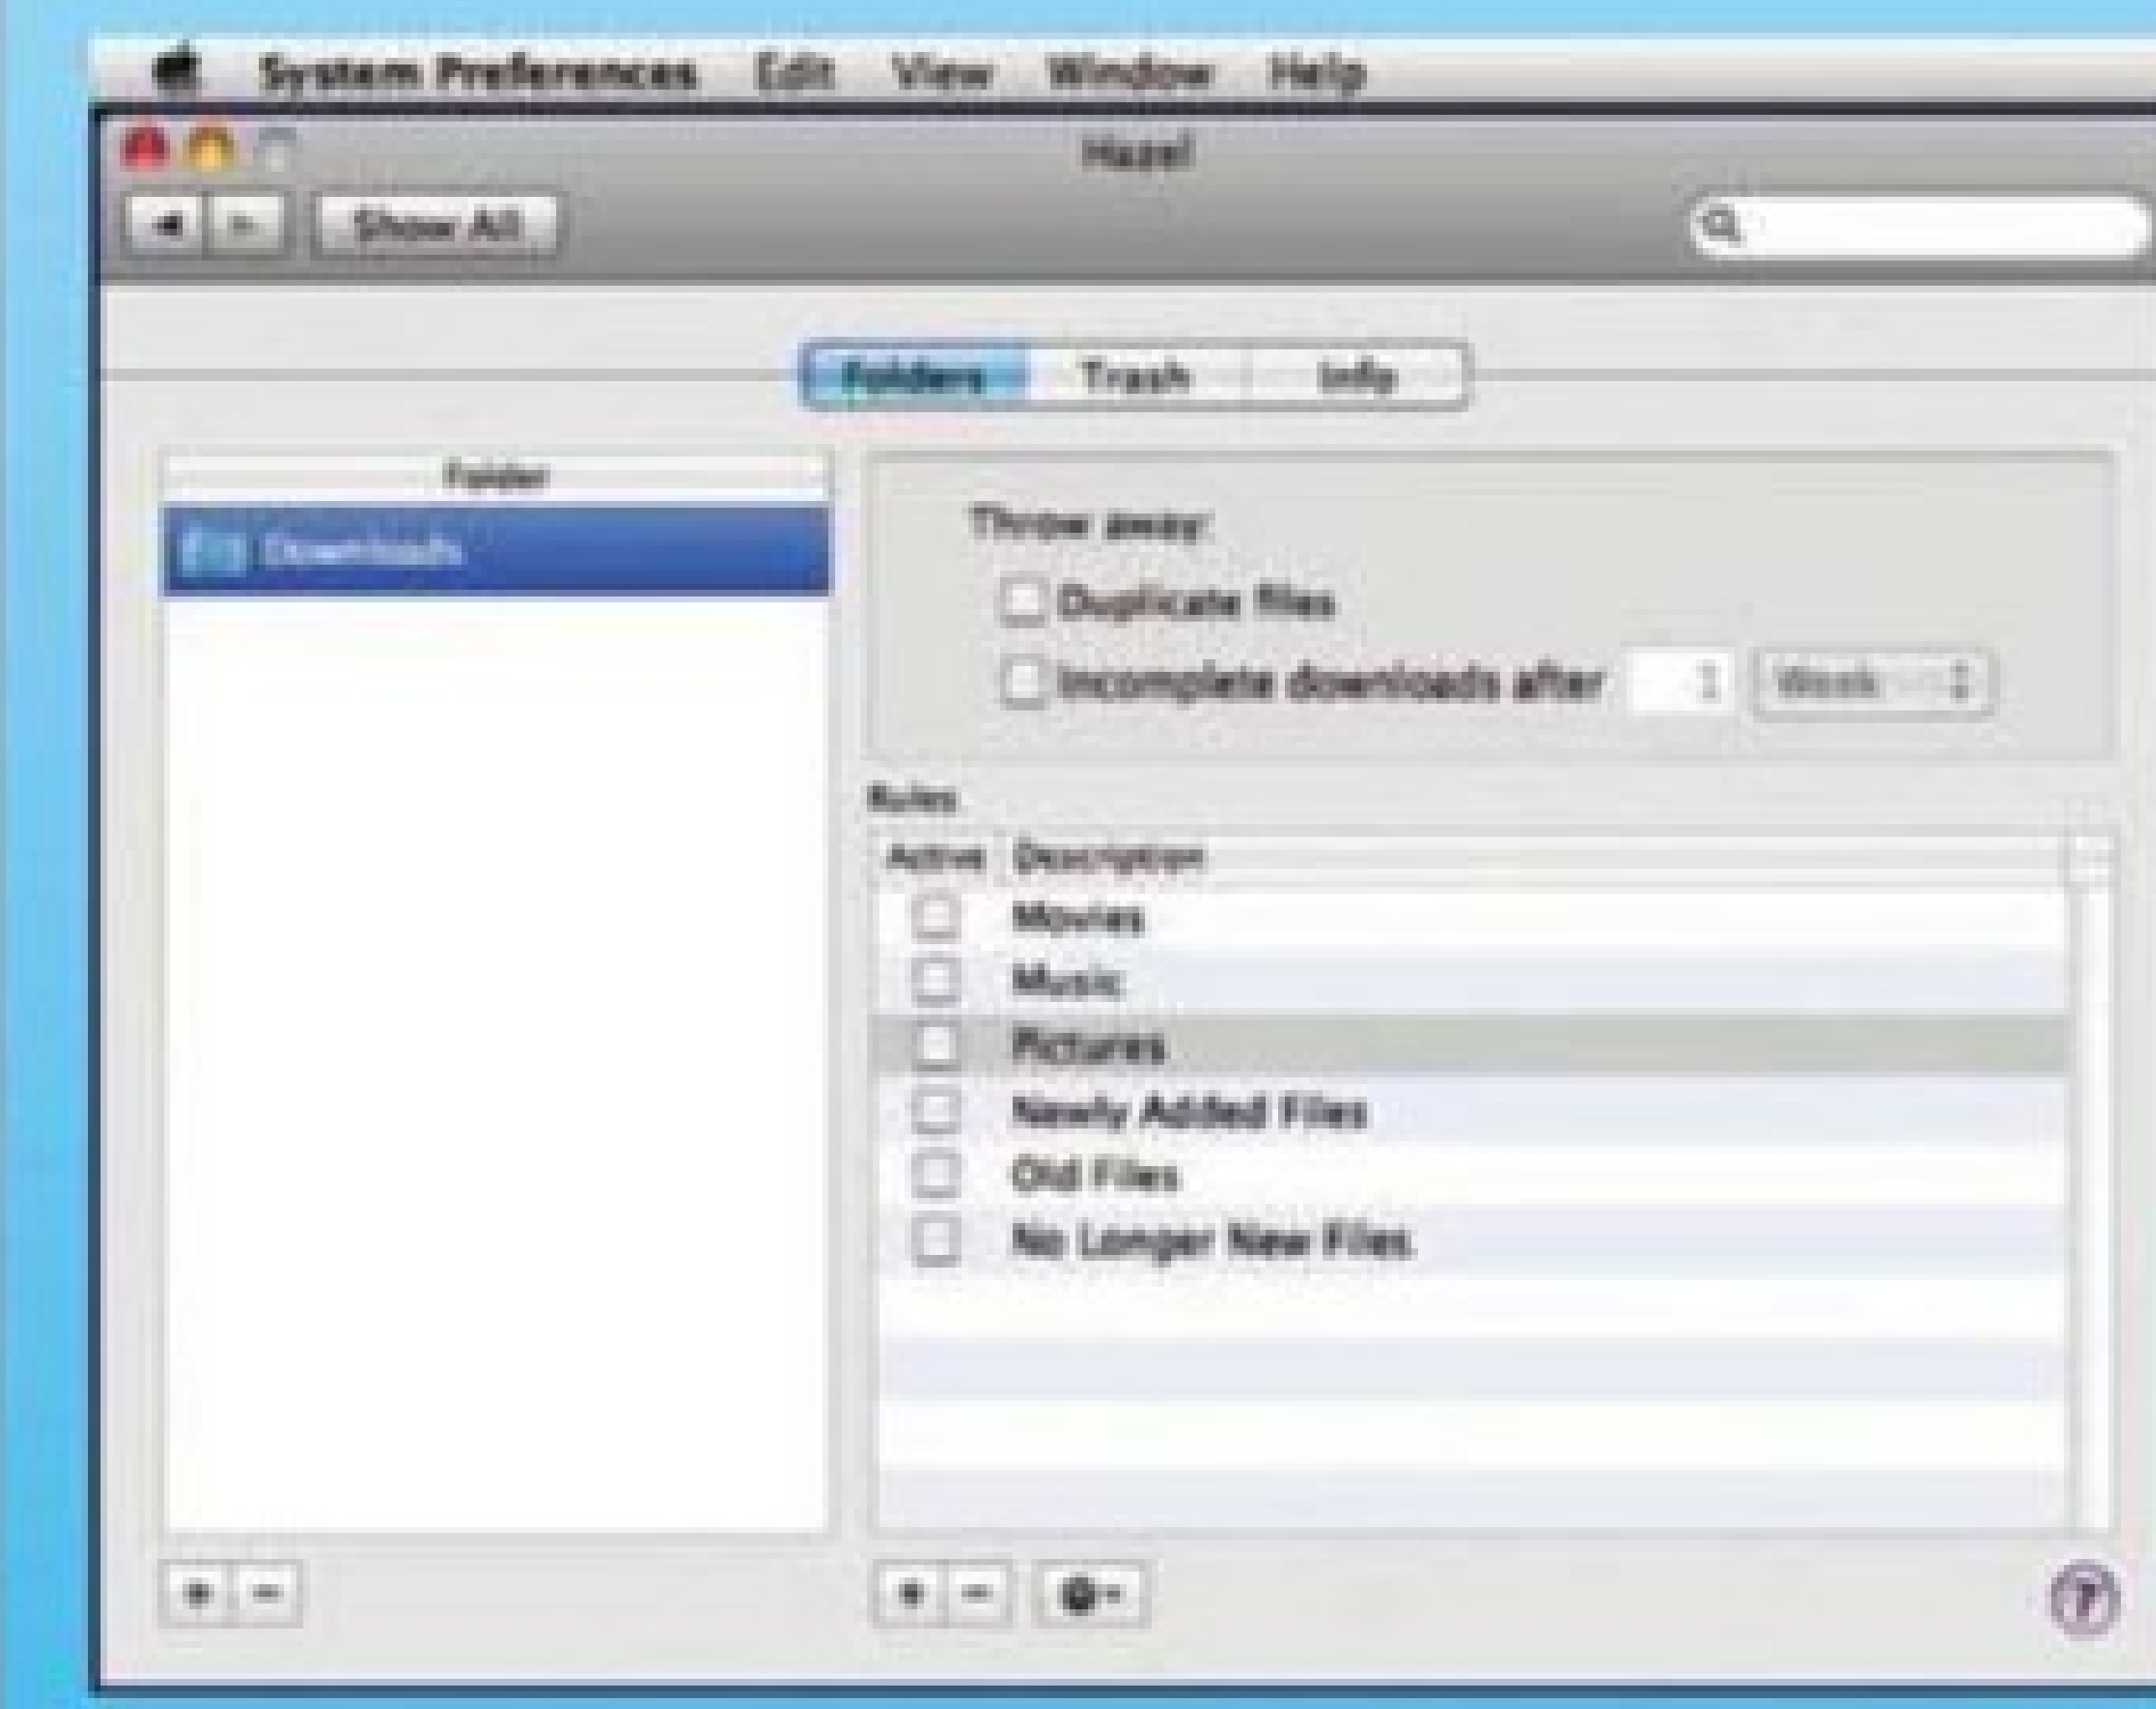 System Preferences Edit View Window Help
Hazel
Show All
Folders Trash Info
Folder
Downloads
Throw away:
Duplicate files
Incomplete downloads after Week
Rules
Active Description
Movies
Music
Pictures
Newly Added Files
Old Files
No Longer New Files
+ − + − ?